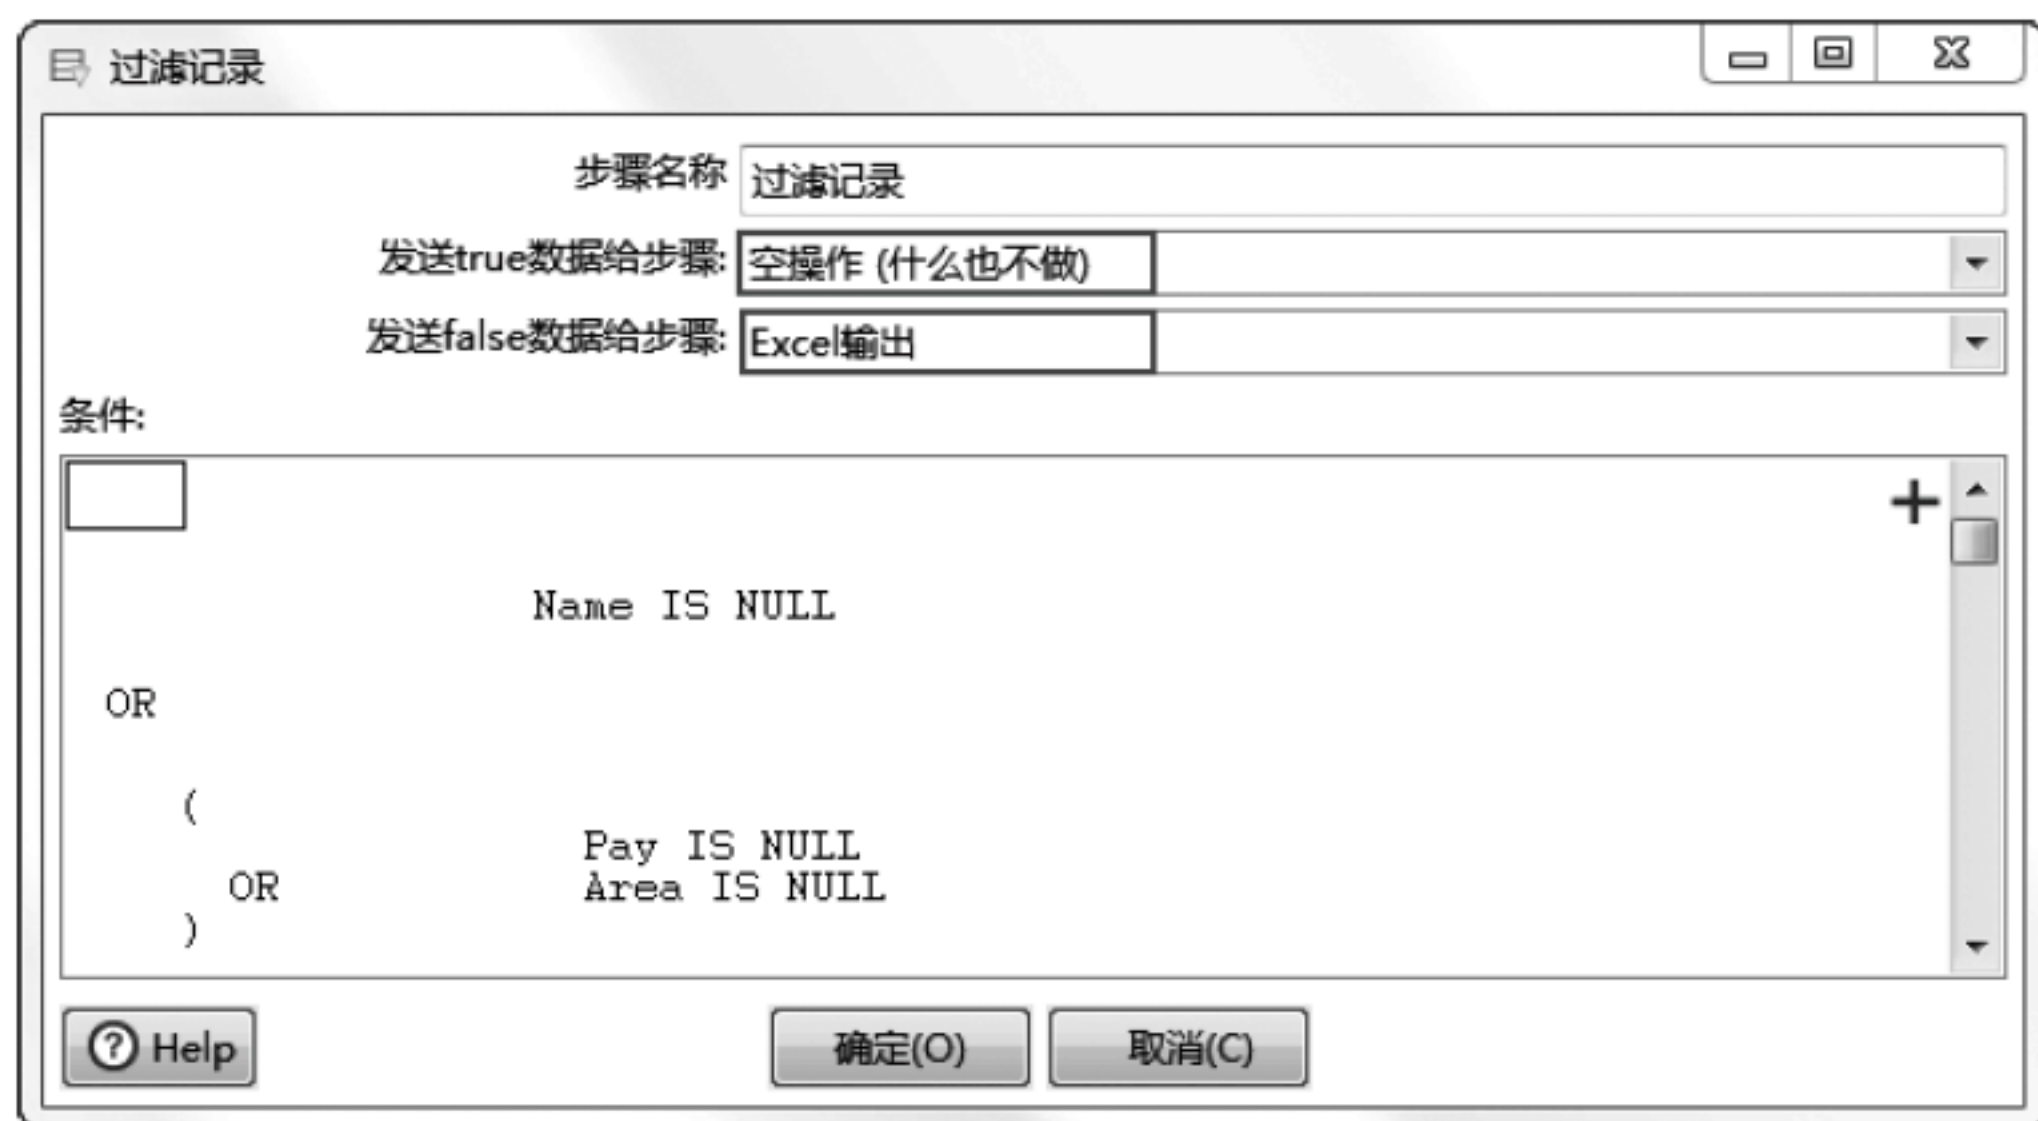 过滤记录
步骤名称 过滤记录
发送true数据给步骤: 空操作 (什么也不做)
发送false数据给步骤: Excel输出
条件:
Name IS NULL
OR
(
Pay IS NULL
OR Area IS NULL
)
Help 确定(O) 取消(C)